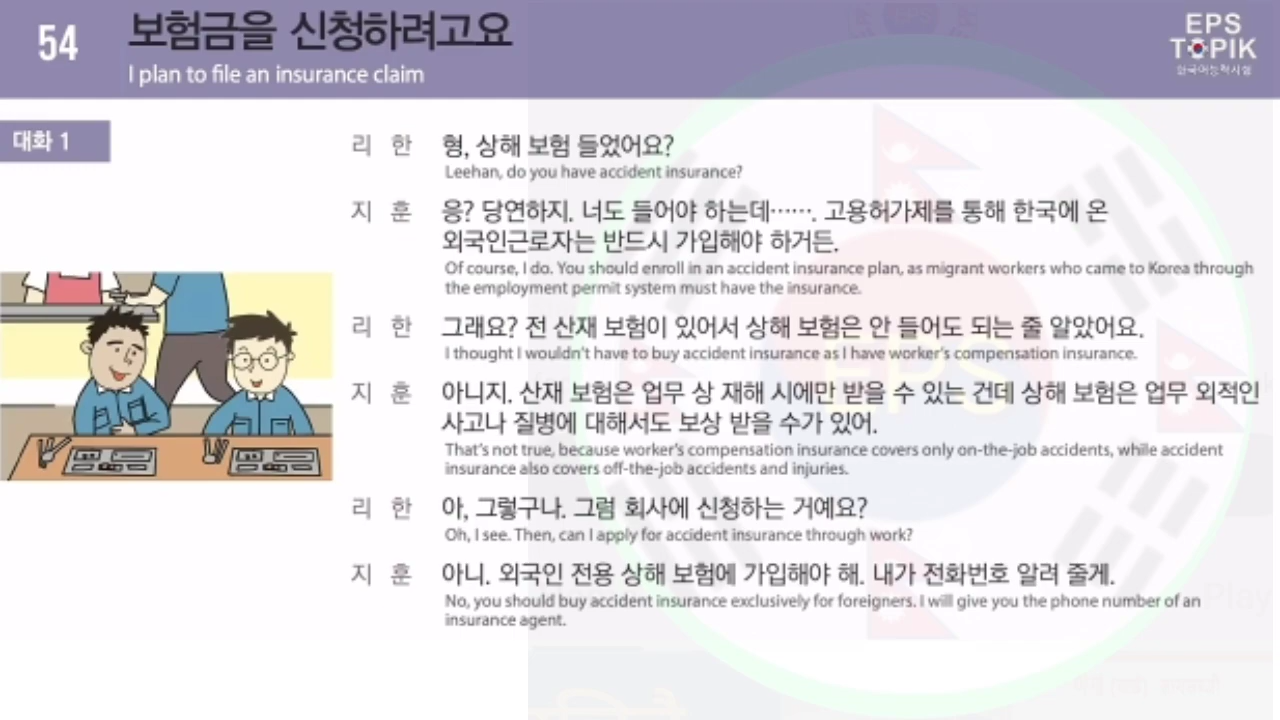 54
보험금을 신청하려고요
I plan to file an insurance claim
EPS
TOPIK
한국어능력시험
대화 1
리 한 형, 상해 보험 들었어요?
Leehan, do you have accident insurance?
지 훈 응? 당연하지. 너도 들어야 하는데……. 고용허가제를 통해 한국에 온
외국인근로자는 반드시 가입해야 하거든.
Of course, I do. You should enroll in an accident insurance plan, as migrant workers who came to Korea through
the employment permit system must have the insurance.
리 한 그래요? 전 산재 보험이 있어서 상해 보험은 안 들어도 되는 줄 알았어요.
I thought I wouldn't have to buy accident insurance as I have worker's compensation insurance.
지 훈 아니지. 산재 보험은 업무 상 재해 시에만 받을 수 있는 건데 상해 보험은 업무 외적인
사고나 질병에 대해서도 보상 받을 수가 있어.
That's not true, because worker's compensation insurance covers only on-the-job accidents, while accident
insurance also covers off-the-job accidents and injuries.
리 한 아, 그렇구나. 그럼 회사에 신청하는 거예요?
Oh, I see. Then, can I apply for accident insurance through work?
지 훈 아니. 외국인 전용 상해 보험에 가입해야 해. 내가 전화번호 알려 줄게.
No, you should buy accident insurance exclusively for foreigners. I will give you the phone number of an
insurance agent.
EPS
Play